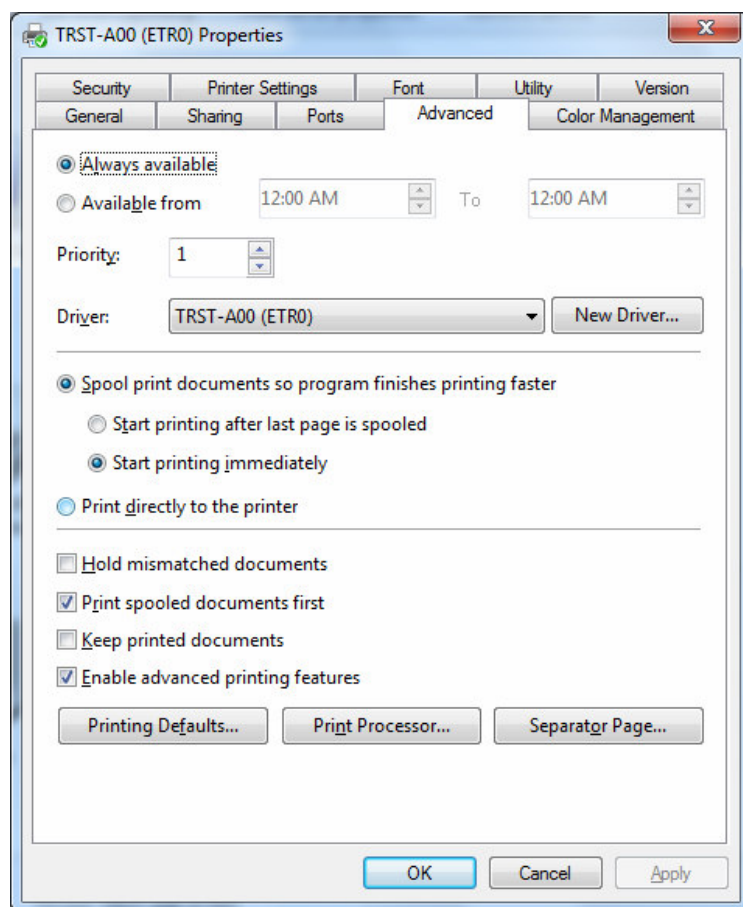 TRST-A00 (ETR0) Properties
Security Printer Settings Font Utility Version
General Sharing Ports Advanced Color Management
Always available
Available from 12:00 AM To 12:00 AM
Priority: 1
Driver: TRST-A00 (ETR0) New Driver...
Spool print documents so program finishes printing faster
Start printing after last page is spooled
Start printing immediately
Print directly to the printer
Hold mismatched documents
Print spooled documents first
Keep printed documents
Enable advanced printing features
Printing Defaults... Print Processor... Separator Page...
OK Cancel Apply